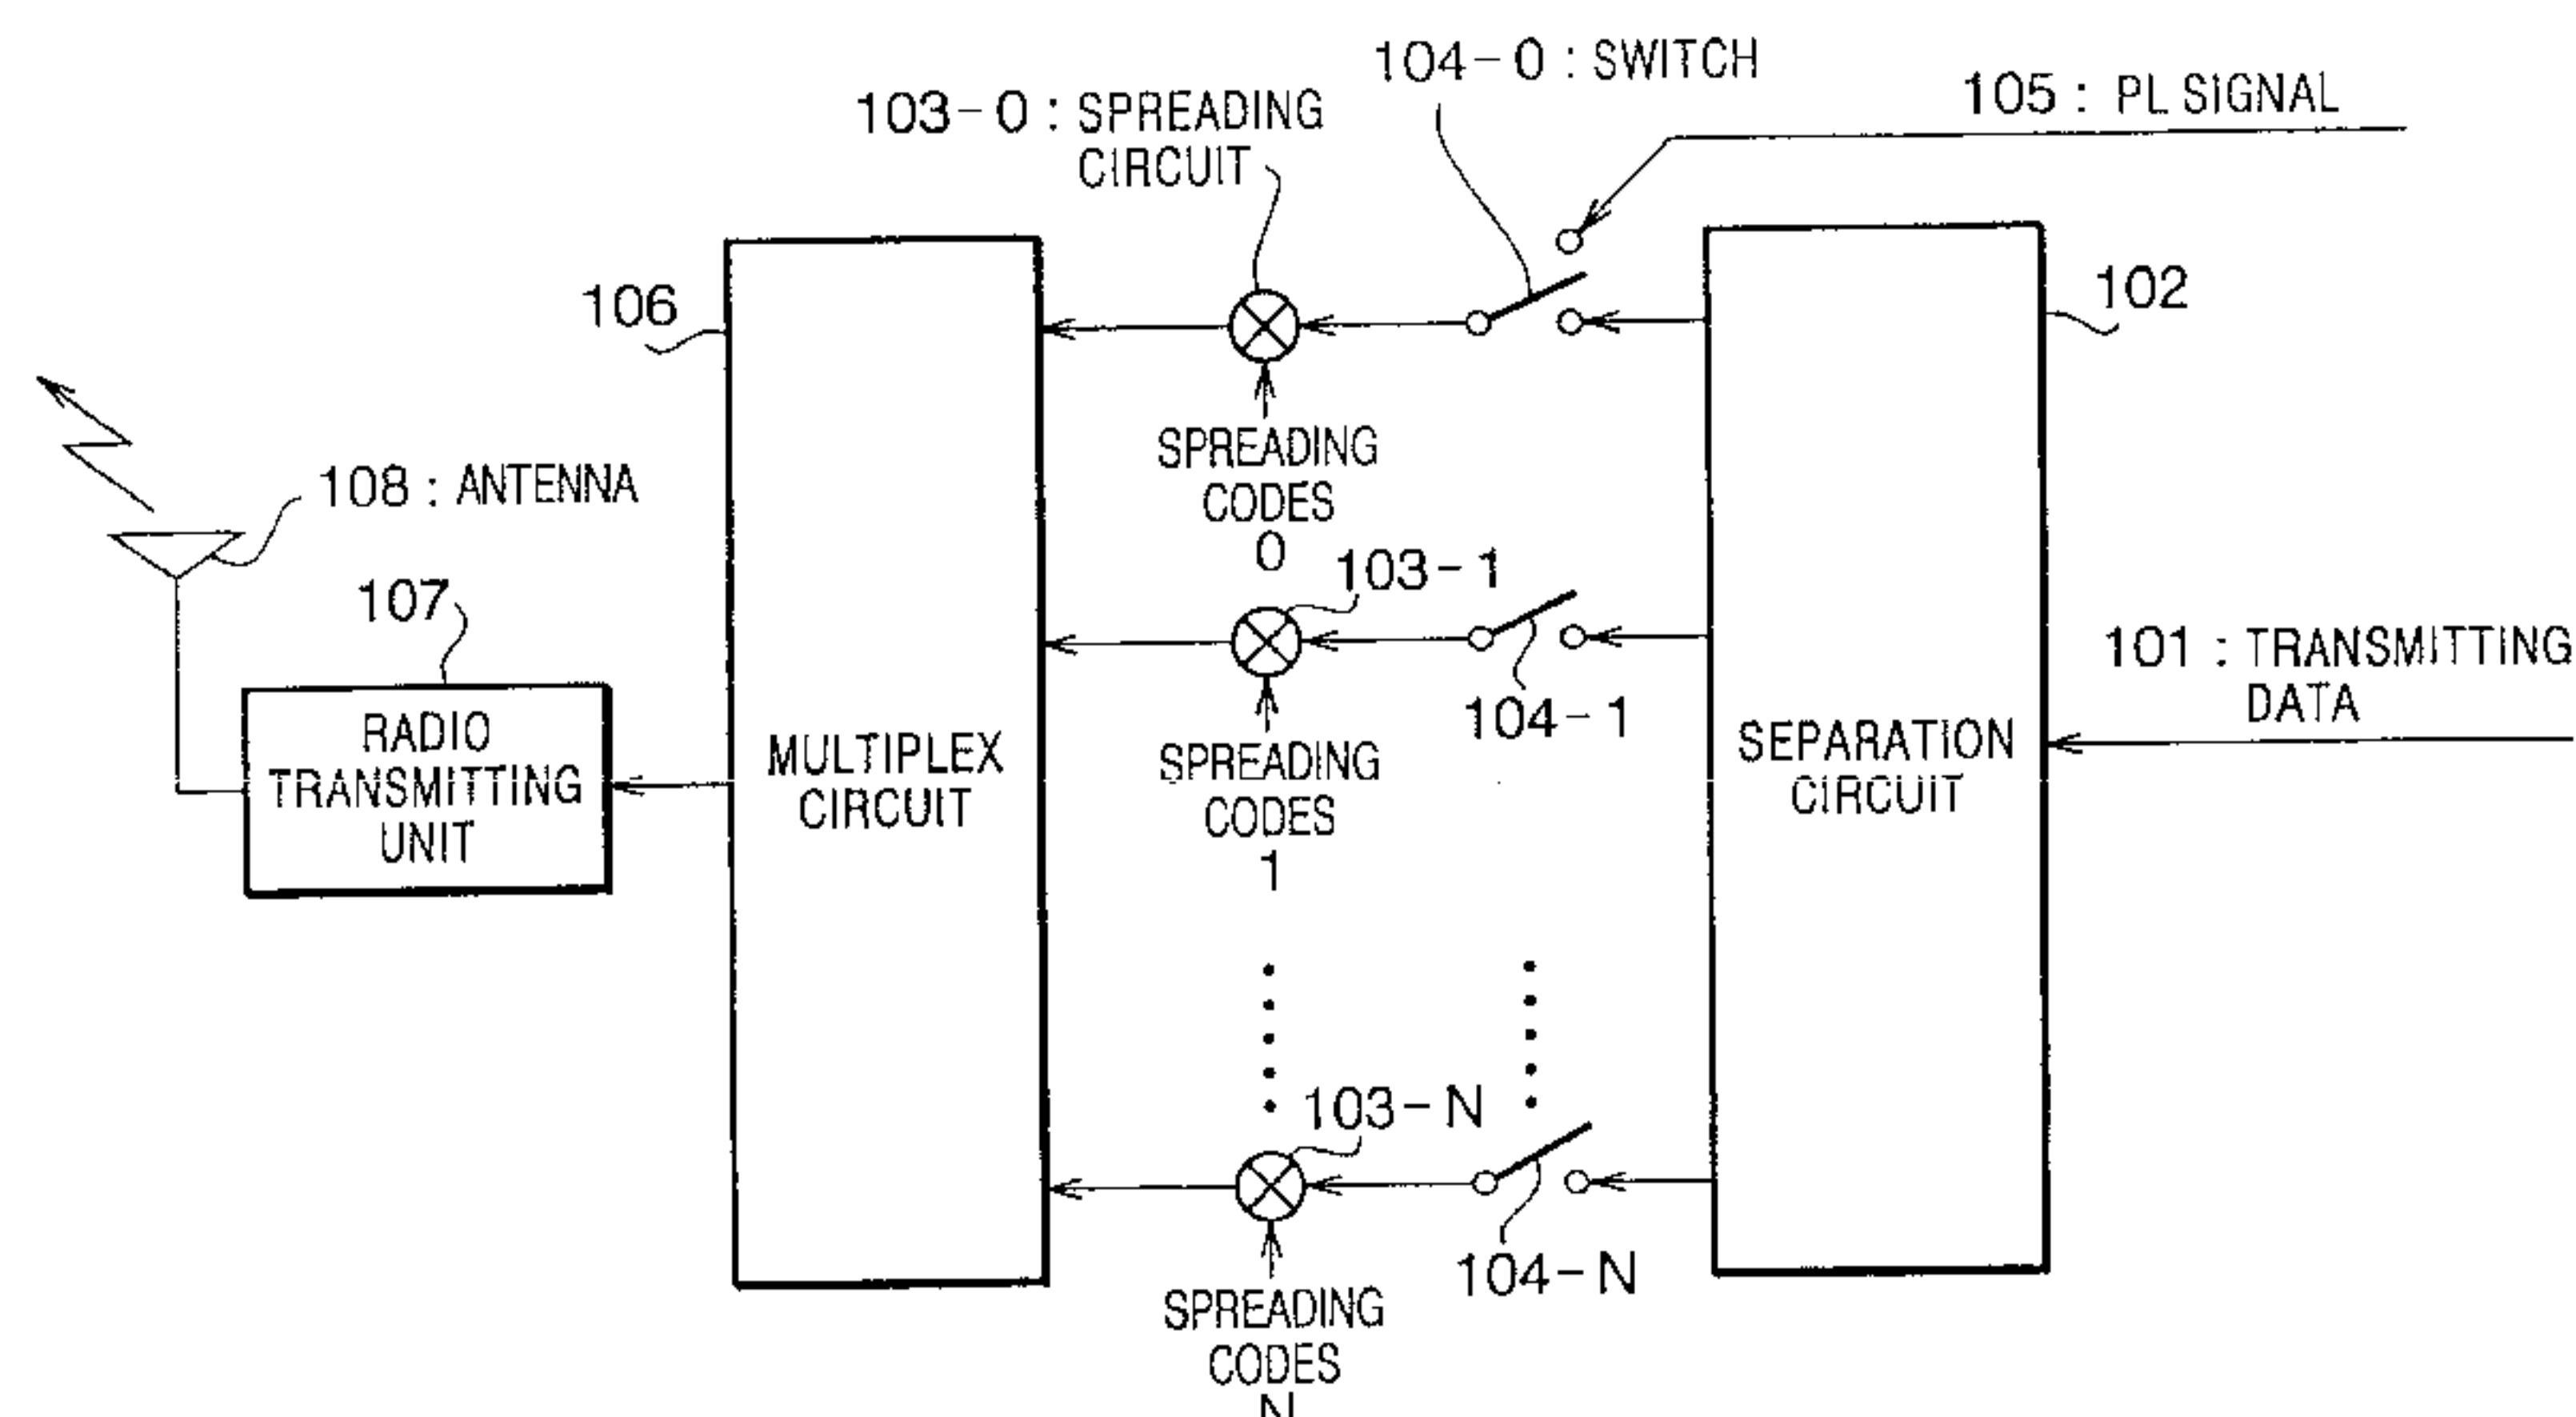 104-0 : SWITCH
105 : PL SIGNAL
103-0 : SPREADING
CIRCUIT
106
102
108 : ANTENNA
SPREADING
CODES
0
103-1
107
104-1
101 : TRANSMITTING
DATA
RADIO
TRANSMITTING
UNIT
MULTIPLEX
CIRCUIT
SPREADING
CODES
1
SEPARATION
CIRCUIT
103-N
104-N
SPREADING
CODES
N